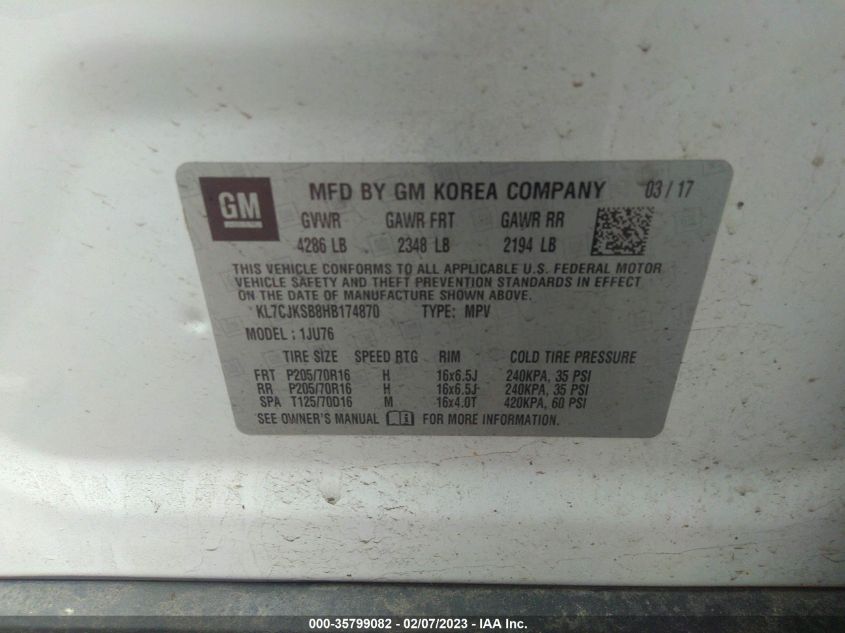 GM
MFD BY GM KOREA COMPANY 03/17
GVWR GAWR FRT GAWR RR
4286 LB 2348 LB 2194 LB
THIS VEHICLE CONFORMS TO ALL APPLICABLE U.S. FEDERAL MOTOR
VEHICLE SAFETY AND THEFT PREVENTION STANDARDS IN EFFECT
ON THE DATE OF MANUFACTURE SHOWN ABOVE.
KL7CJKSB8HB174870 TYPE: MPV
MODEL : 1JU76
TIRE SIZE SPEED RTG RIM COLD TIRE PRESSURE
FRT P205/70R16 H 16x6.5J 240KPA, 35 PSI
RR P205/70R16 H 16x6.5J 240KPA, 35 PSI
SPA T125/70D16 M 16x4.0T 420KPA, 60 PSI
SEE OWNER'S MANUAL i FOR MORE INFORMATION.
000-35799082 - 02/07/2023 - IAA Inc.